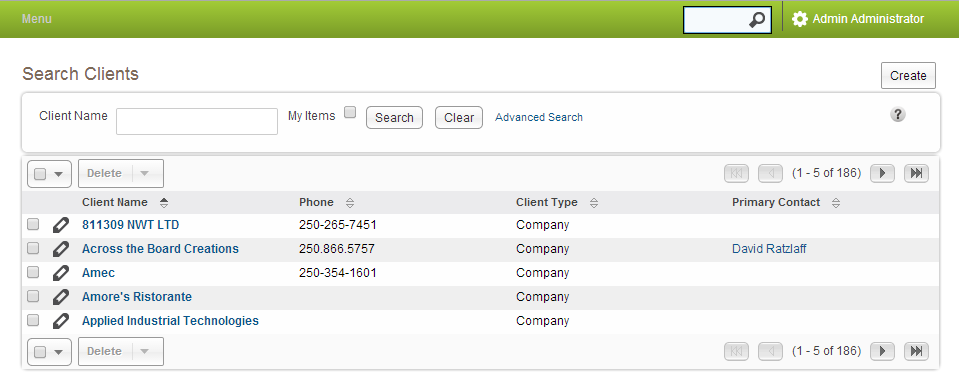 Menu Admin Administrator
Search Clients Create
Client Name My Items Search Clear Advanced Search ?
Delete (1 - 5 of 186)
Client Name Phone Client Type Primary Contact
811309 NWT LTD 250-265-7451 Company
Across the Board Creations 250.866.5757 Company David Ratzlaff
Amec 250-354-1601 Company
Amore's Ristorante Company
Applied Industrial Technologies Company
Delete (1 - 5 of 186)